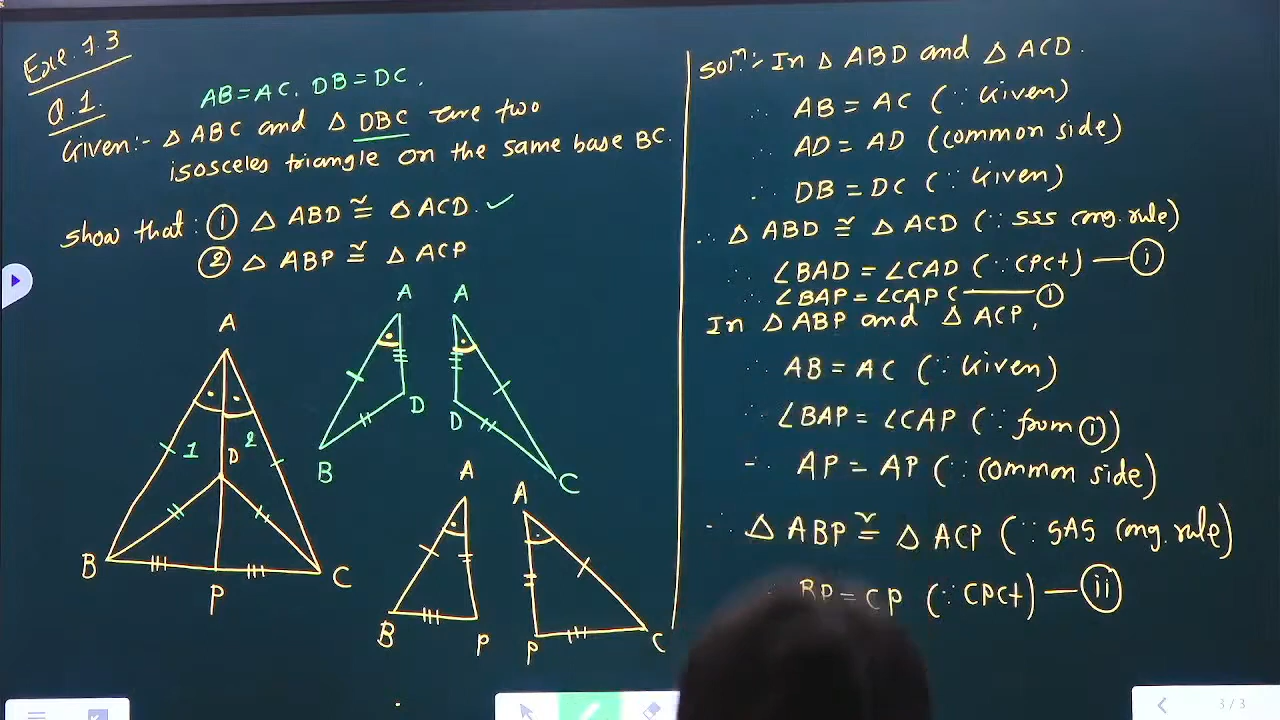 Exe. 7.3
Q.1.
AB = AC, DB = DC,
Given:- △ ABC and △ DBC are two
isosceles triangle on the same base BC.
show that: ① △ ABD ≅ △ ACD. ✓
② △ ABP ≅ △ ACP
A
1 2
D
B P C
A A
D D
B C
A A
B P P C
Solⁿ:- In △ ABD and △ ACD.
∴ AB = AC (∵ Given)
∴ AD = AD (common side)
∴ DB = DC (∵ Given)
∴ △ ABD ≅ △ ACD (∵ SSS cong. rule)
∴ ∠BAD = ∠CAD (∵ CPCT) — ⓘ
∴ ∠BAP = ∠CAP ( — ①
In △ ABP and △ ACP,
∴ AB = AC (∵ Given)
∠BAP = ∠CAP (∵ from ①)
∴ AP = AP (∵ common side)
∴ △ ABP ≅ △ ACP (∵ SAS cong. rule)
∴ BP = CP (∵ CPCT) — ⓘⓘ
3 / 3